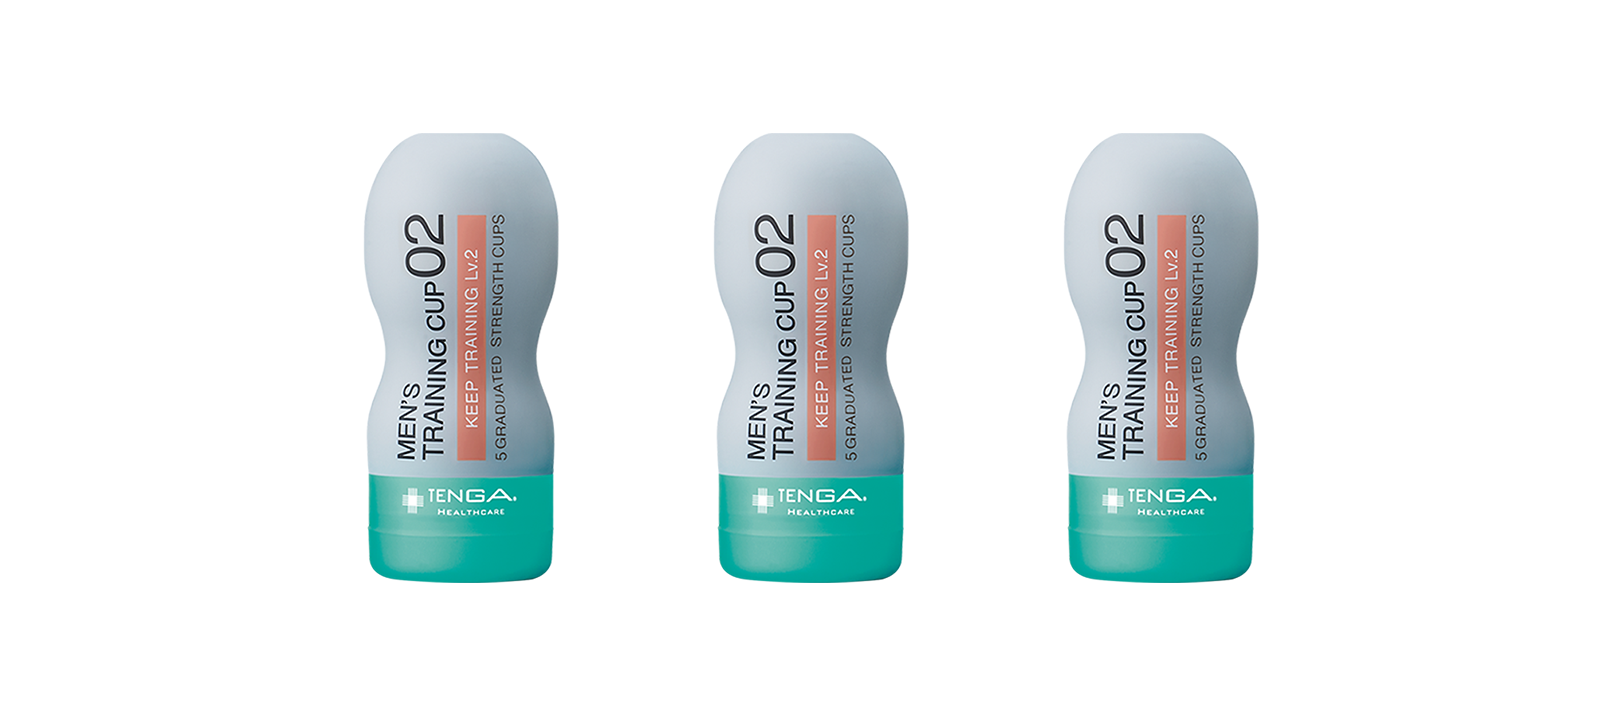 MEN'S
TRAINING CUP 02
KEEP TRAINING Lv.2
5 GRADUATED STRENGTH CUPS
TENGA
HEALTHCARE
MEN'S
TRAINING CUP 02
KEEP TRAINING Lv.2
5 GRADUATED STRENGTH CUPS
TENGA
HEALTHCARE
MEN'S
TRAINING CUP 02
KEEP TRAINING Lv.2
5 GRADUATED STRENGTH CUPS
TENGA
HEALTHCARE